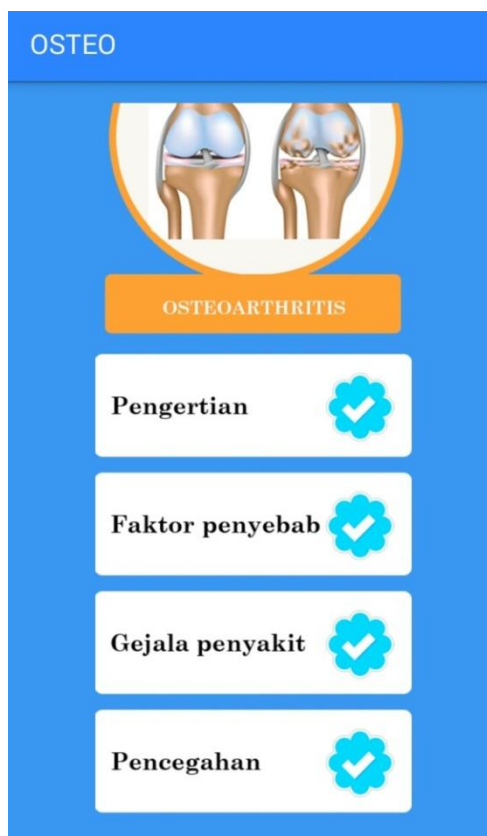 OSTEO
OSTEOARTHRITIS
Pengertian
Faktor penyebab
Gejala penyakit
Pencegahan